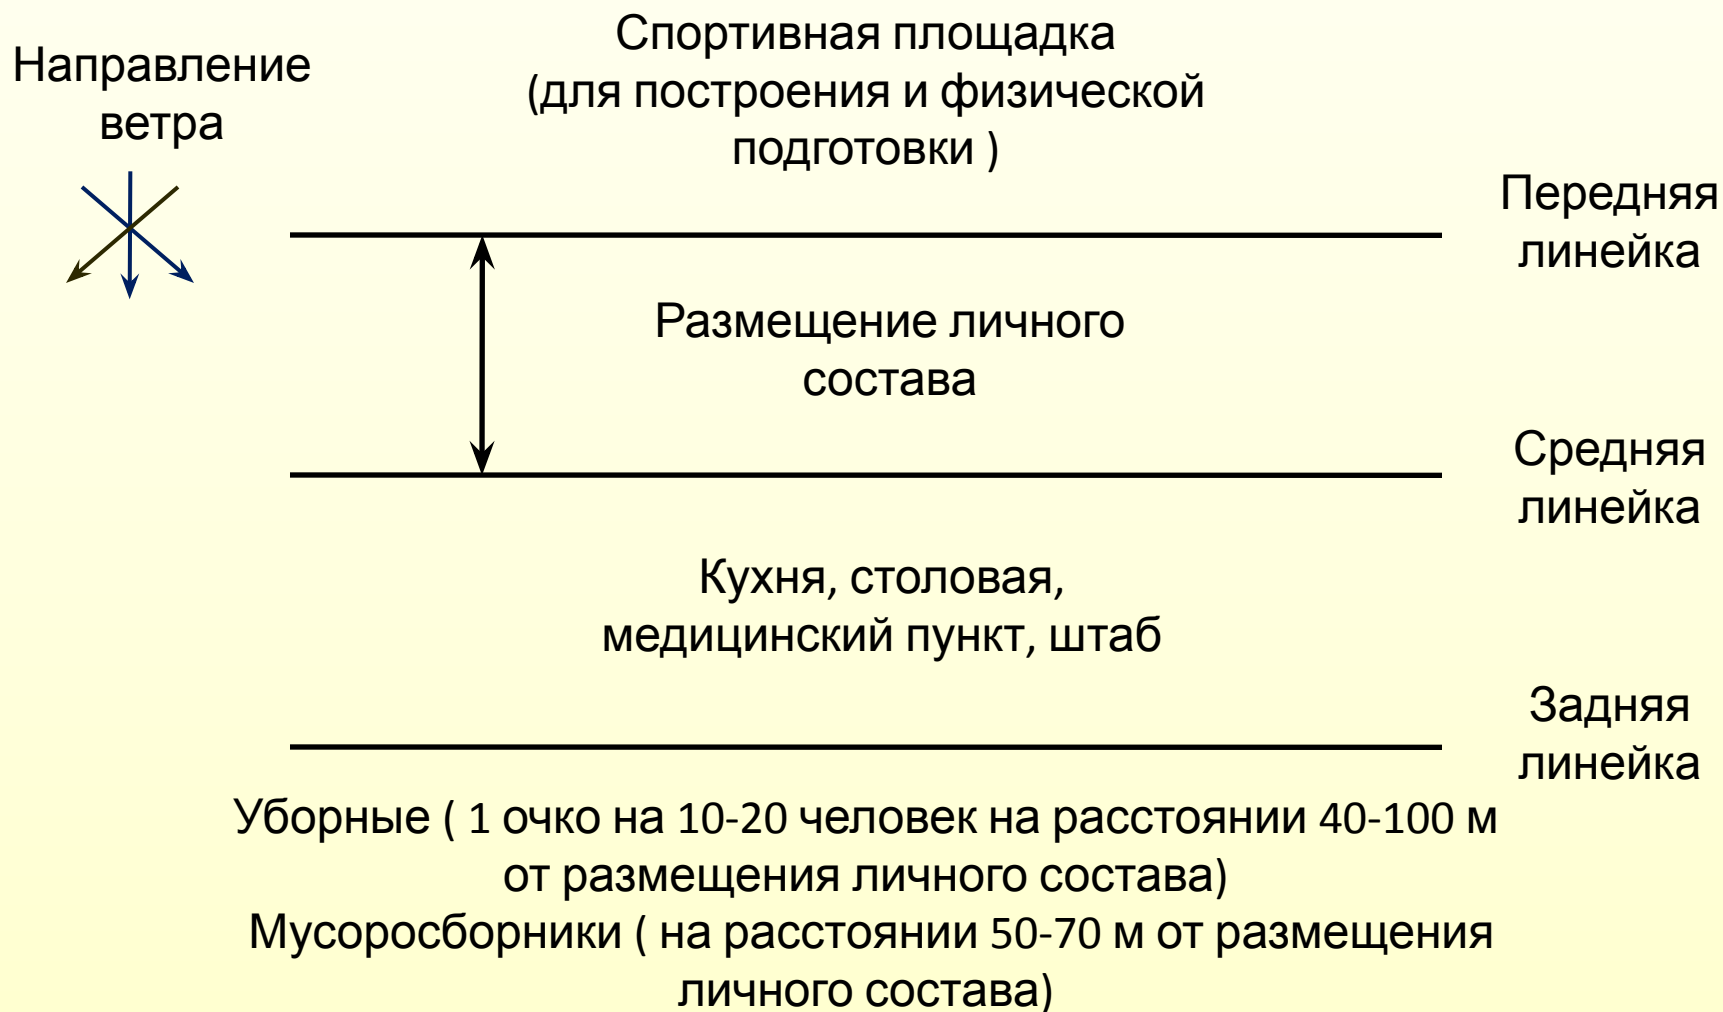 Направление
ветра
Спортивная площадка
(для построения и физической
подготовки )
Передняя
линейка
Размещение личного
состава
Средняя
линейка
Кухня, столовая,
медицинский пункт, штаб
Задняя
линейка
Уборные ( 1 очко на 10-20 человек на расстоянии 40-100 м
от размещения личного состава)
Мусоросборники ( на расстоянии 50-70 м от размещения
личного состава)